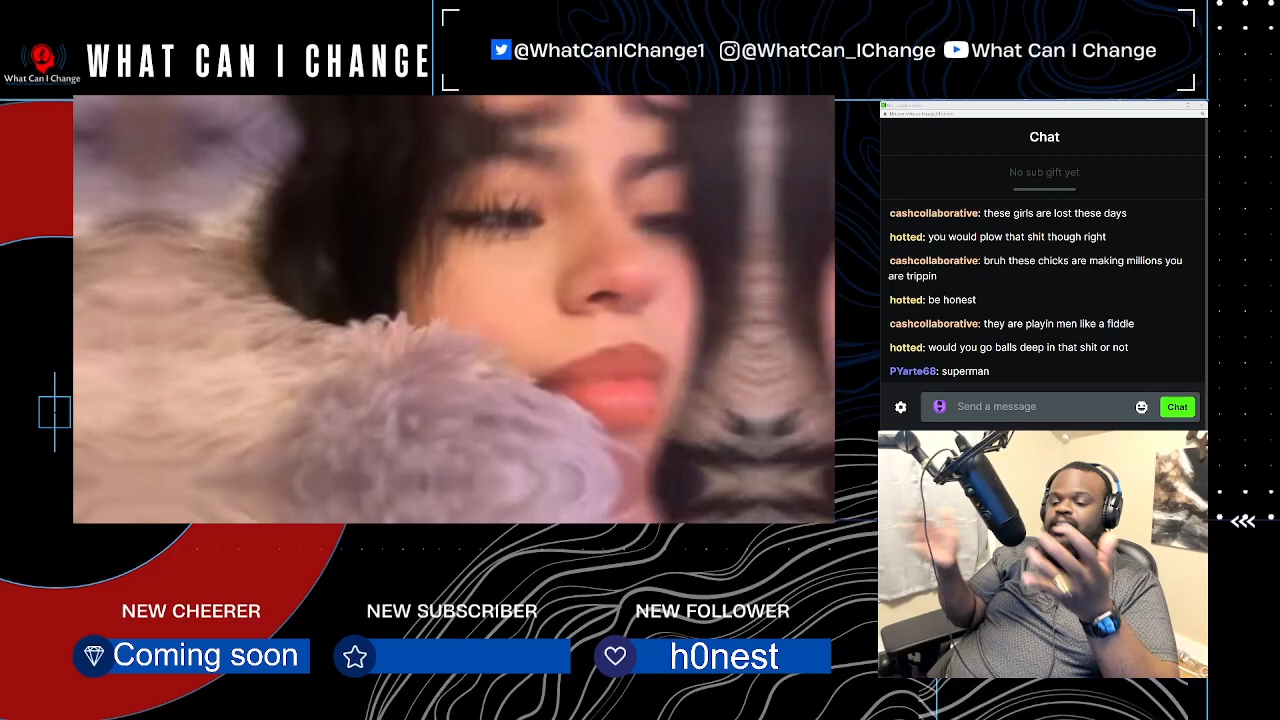 What Can I Change
WHAT CAN I CHANGE
@WhatCanIChange1 @WhatCan_IChange What Can I Change
Chat
No sub gift yet
cashcollaborative: these girls are lost these days
hotted: you would plow that shit though right
cashcollaborative: bruh these chicks are making millions you
are trippin
hotted: be honest
cashcollaborative: they are playin men like a fiddle
hotted: would you go balls deep in that shit or not
PYarte68: superman
Send a message
Chat
NEW CHEERER
NEW SUBSCRIBER
NEW FOLLOWER
Coming soon
h0nest